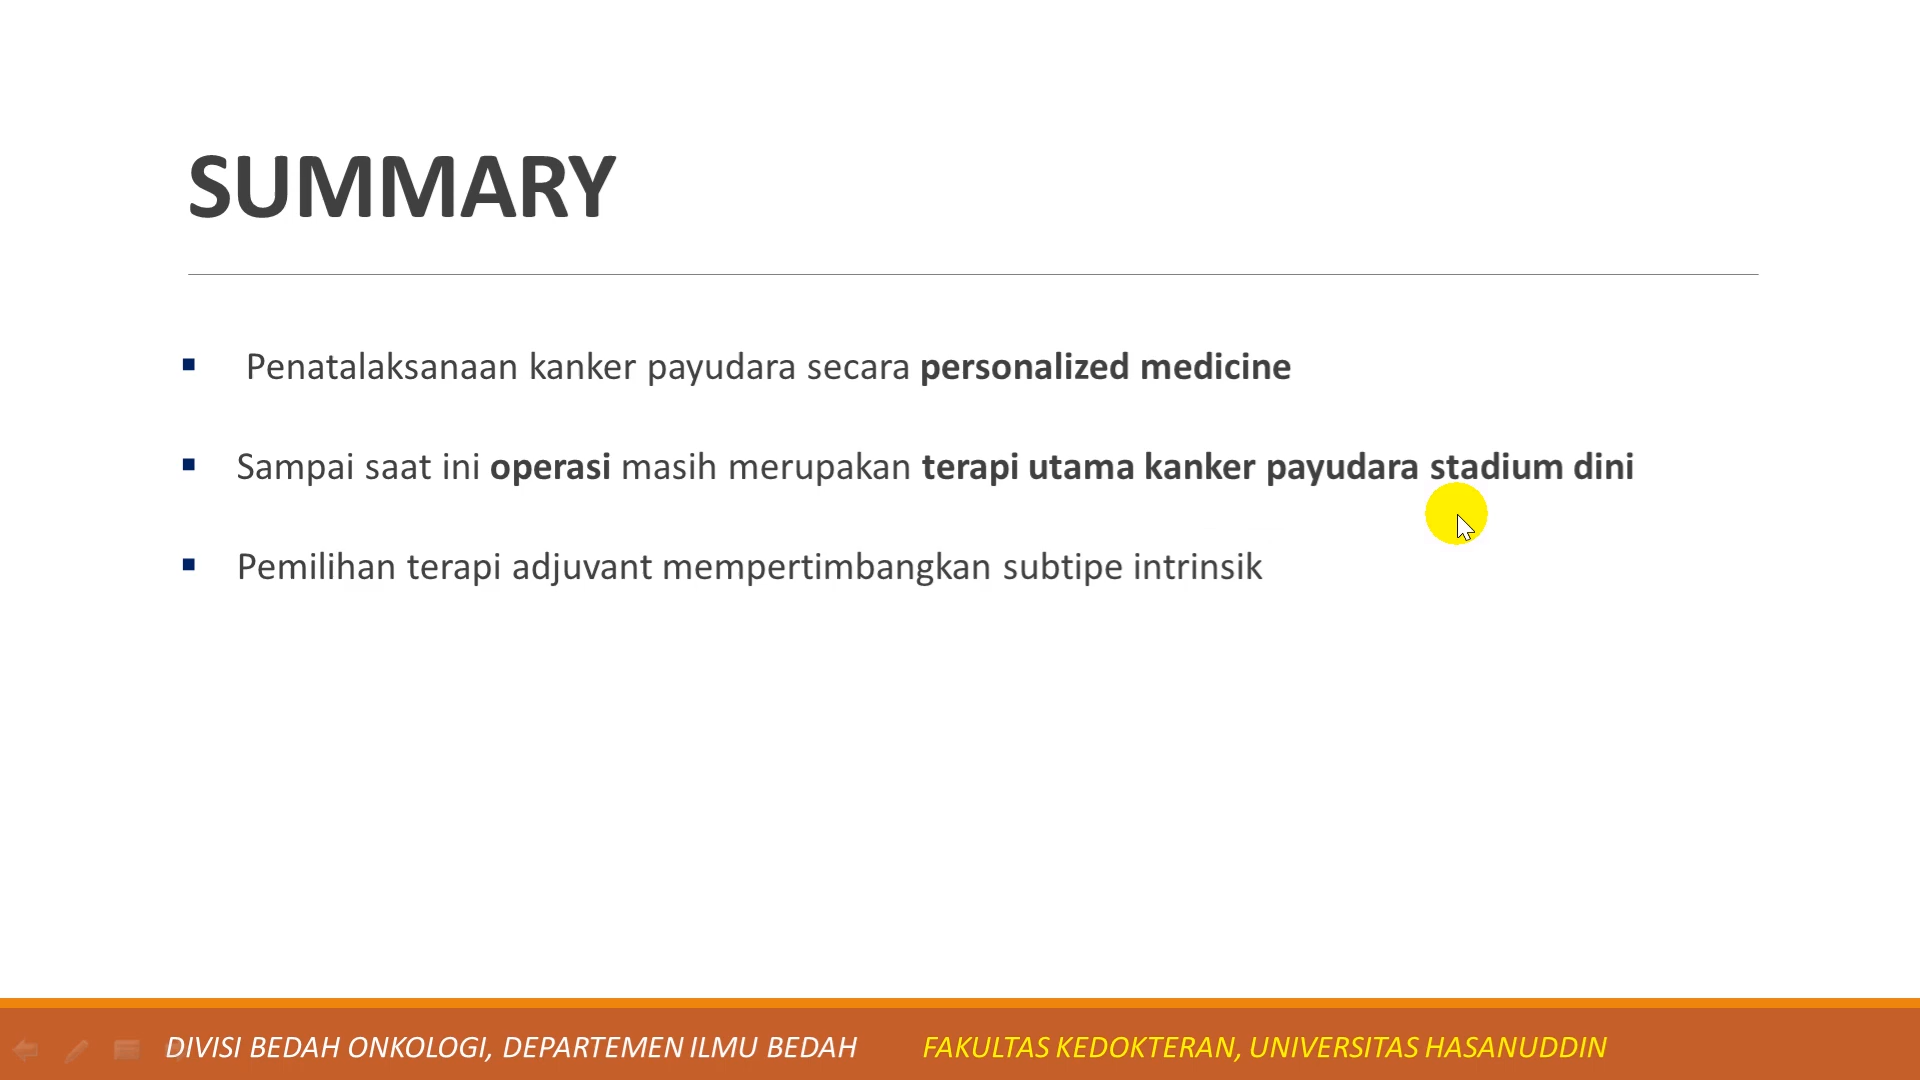 SUMMARY
Penatalaksanaan kanker payudara secara personalized medicine
Sampai saat ini operasi masih merupakan terapi utama kanker payudara stadium dini
Pemilihan terapi adjuvant mempertimbangkan subtipe intrinsik
DIVISI BEDAH ONKOLOGI, DEPARTEMEN ILMU BEDAH FAKULTAS KEDOKTERAN, UNIVERSITAS HASANUDDIN